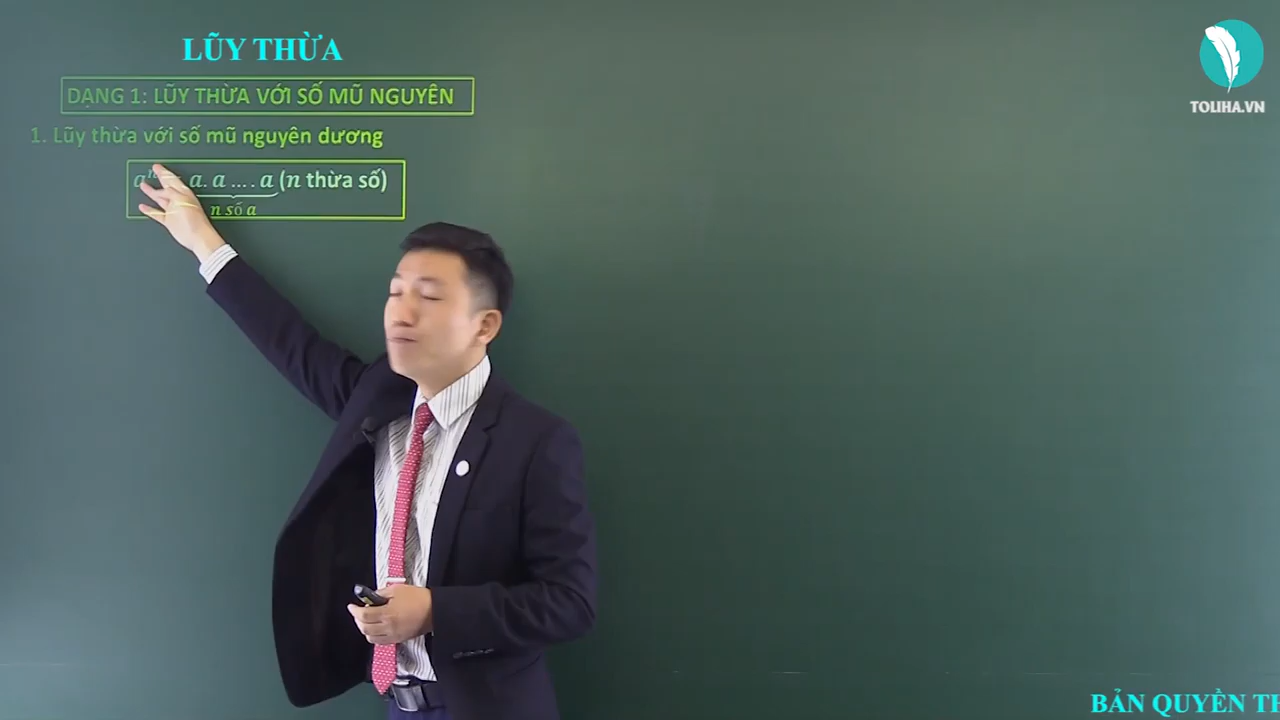 LŨY THỪA
TOLIHA.VN
DẠNG 1: LŨY THỪA VỚI SỐ MŨ NGUYÊN
1. Lũy thừa với số mũ nguyên dương
a. a … . a (n thừa số)
n số a
BẢN QUYỀN